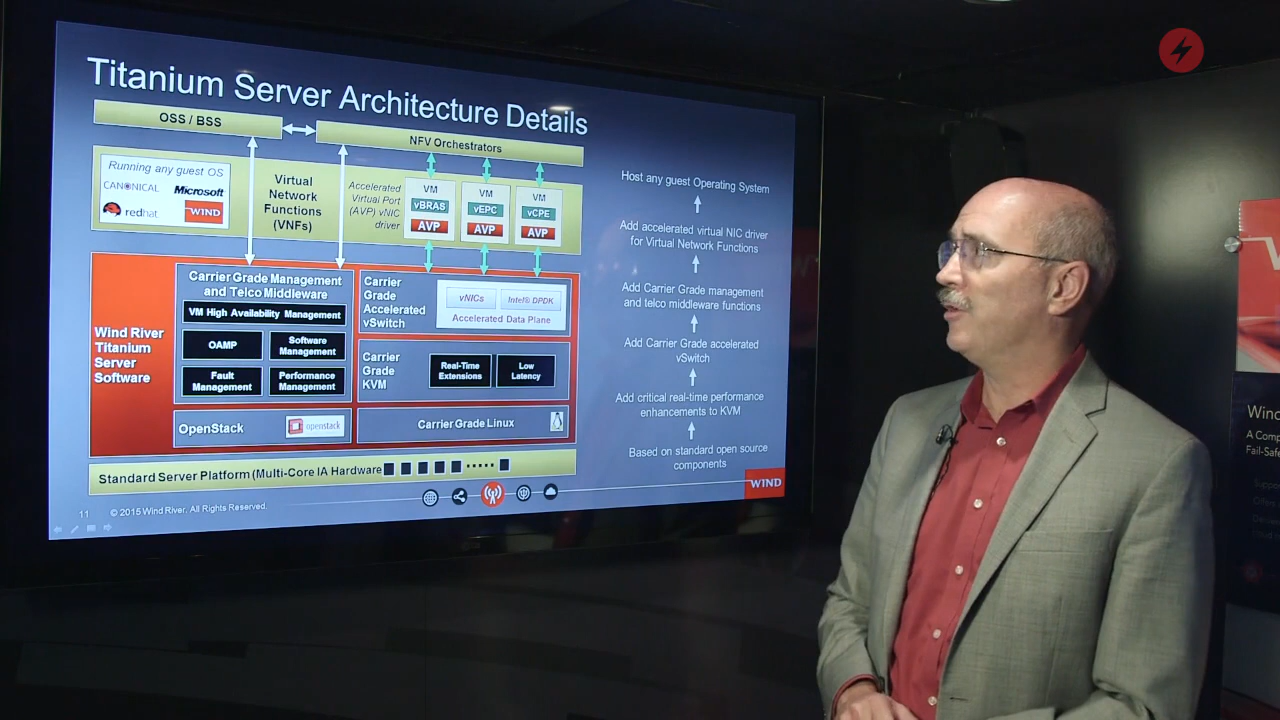 Titanium Server Architecture Details
OSS / BSS
NFV Orchestrators
Running any guest OS
CANONICAL
Microsoft
redhat
WIND
Virtual
Network
Functions
(VNFs)
Accelerated
Virtual Port
(AVP) vNIC
driver
VM
vBRAS
AVP
VM
vEPC
AVP
VM
vCPE
AVP
Wind River
Titanium
Server
Software
Carrier Grade Management
and Telco Middleware
VM High Availability Management
OAMP
Software
Management
Fault
Management
Performance
Management
Carrier
Grade
Accelerated
vSwitch
vNICs
Intel® DPDK
Accelerated Data Plane
Carrier
Grade
KVM
Real-Time
Extensions
Low
Latency
OpenStack
openstack
Carrier Grade Linux
Standard Server Platform (Multi-Core IA Hardware
Host any guest Operating System
Add accelerated virtual NIC driver
for Virtual Network Functions
Add Carrier Grade management
and telco middleware functions
Add Carrier Grade accelerated
vSwitch
Add critical real-time performance
enhancements to KVM
Based on standard open source
components
WIND
11 © 2015 Wind River. All Rights Reserved.
Wind
A Comp
Fail-Safe